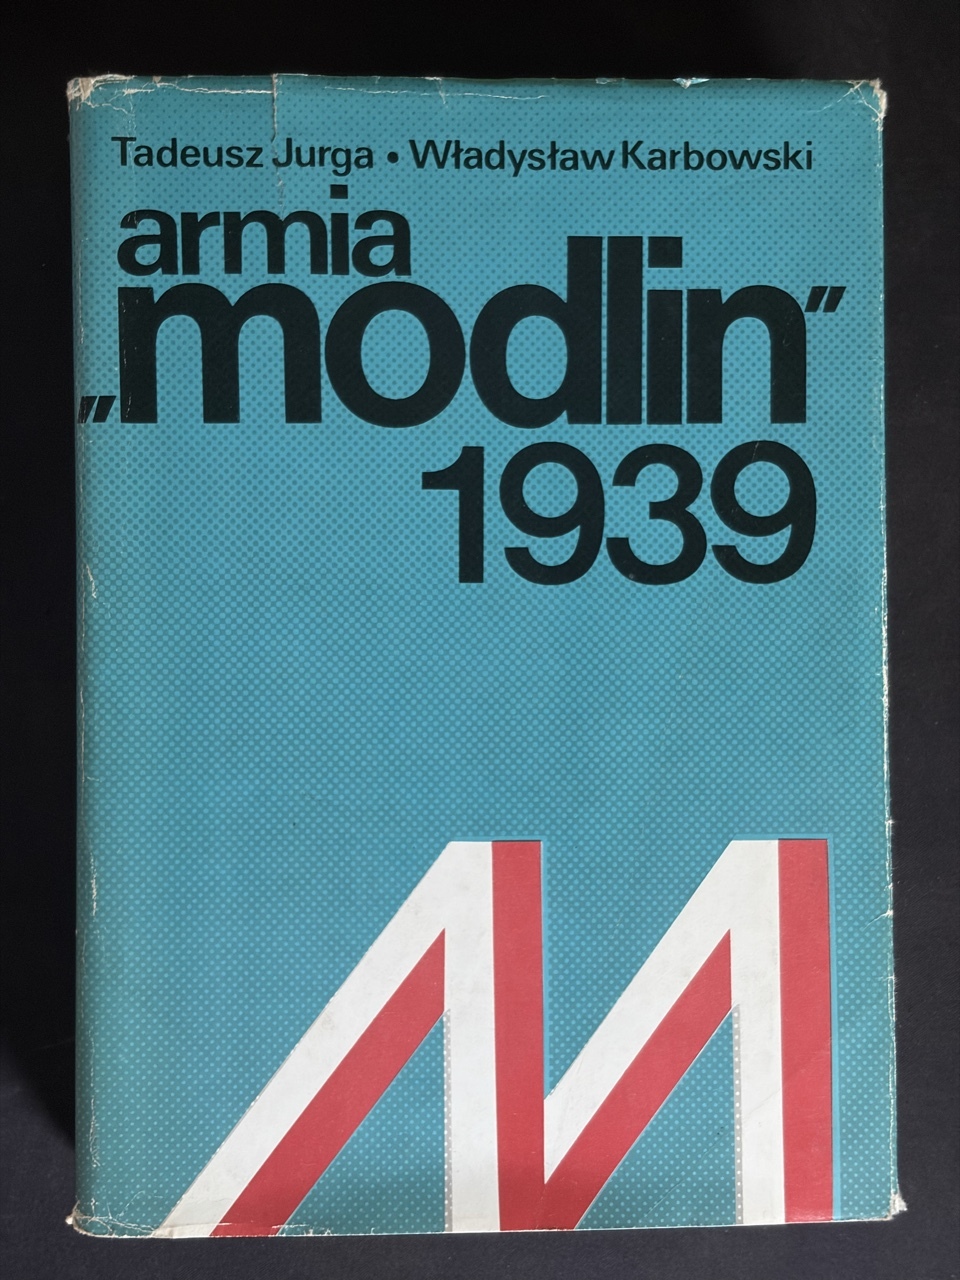 Tadeusz Jurga • Władysław Karbowski
armia
„modlin”
1939
M